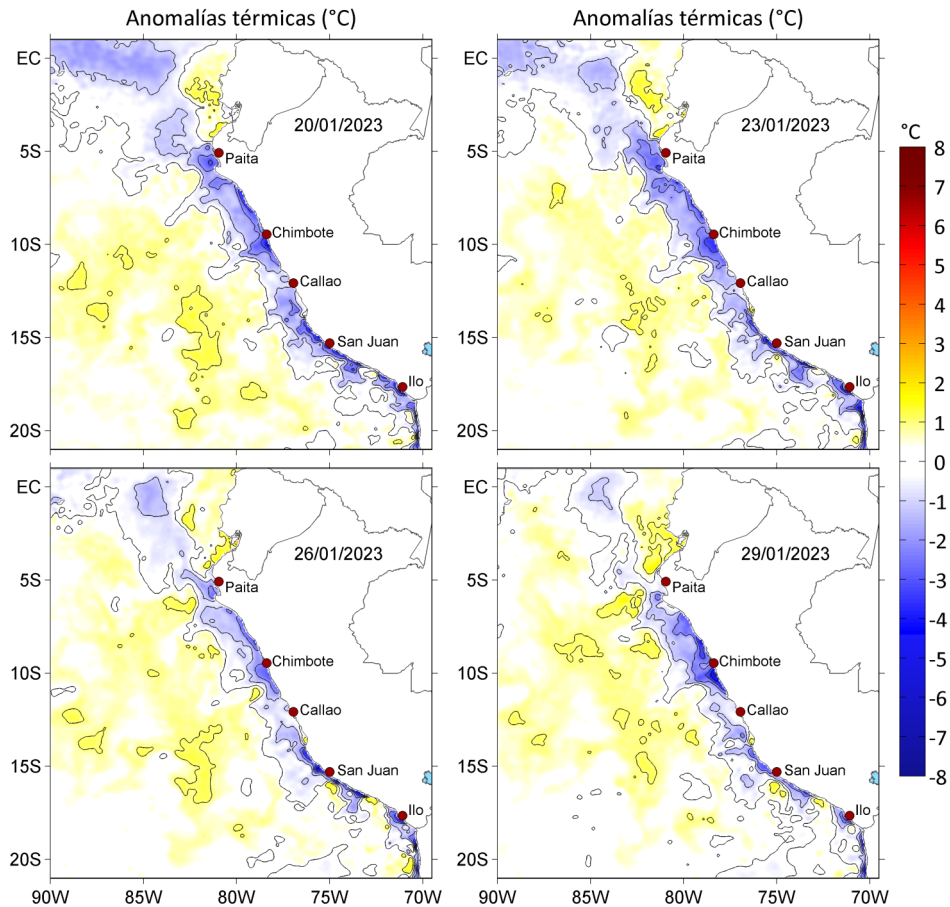 Anomalías térmicas (°C)
Anomalías térmicas (°C)
EC
5S
10S
15S
20S
20/01/2023
Paita
Chimbote
Callao
San Juan
Ilo
EC
5S
10S
15S
20S
23/01/2023
Paita
Chimbote
Callao
San Juan
Ilo
°C
8
7
6
5
4
3
2
1
0
-1
-2
-3
-4
-5
-6
-7
-8
EC
5S
10S
15S
20S
26/01/2023
Paita
Chimbote
Callao
San Juan
Ilo
90W 85W 80W 75W 70W
EC
5S
10S
15S
20S
29/01/2023
Paita
Chimbote
Callao
San Juan
Ilo
90W 85W 80W 75W 70W